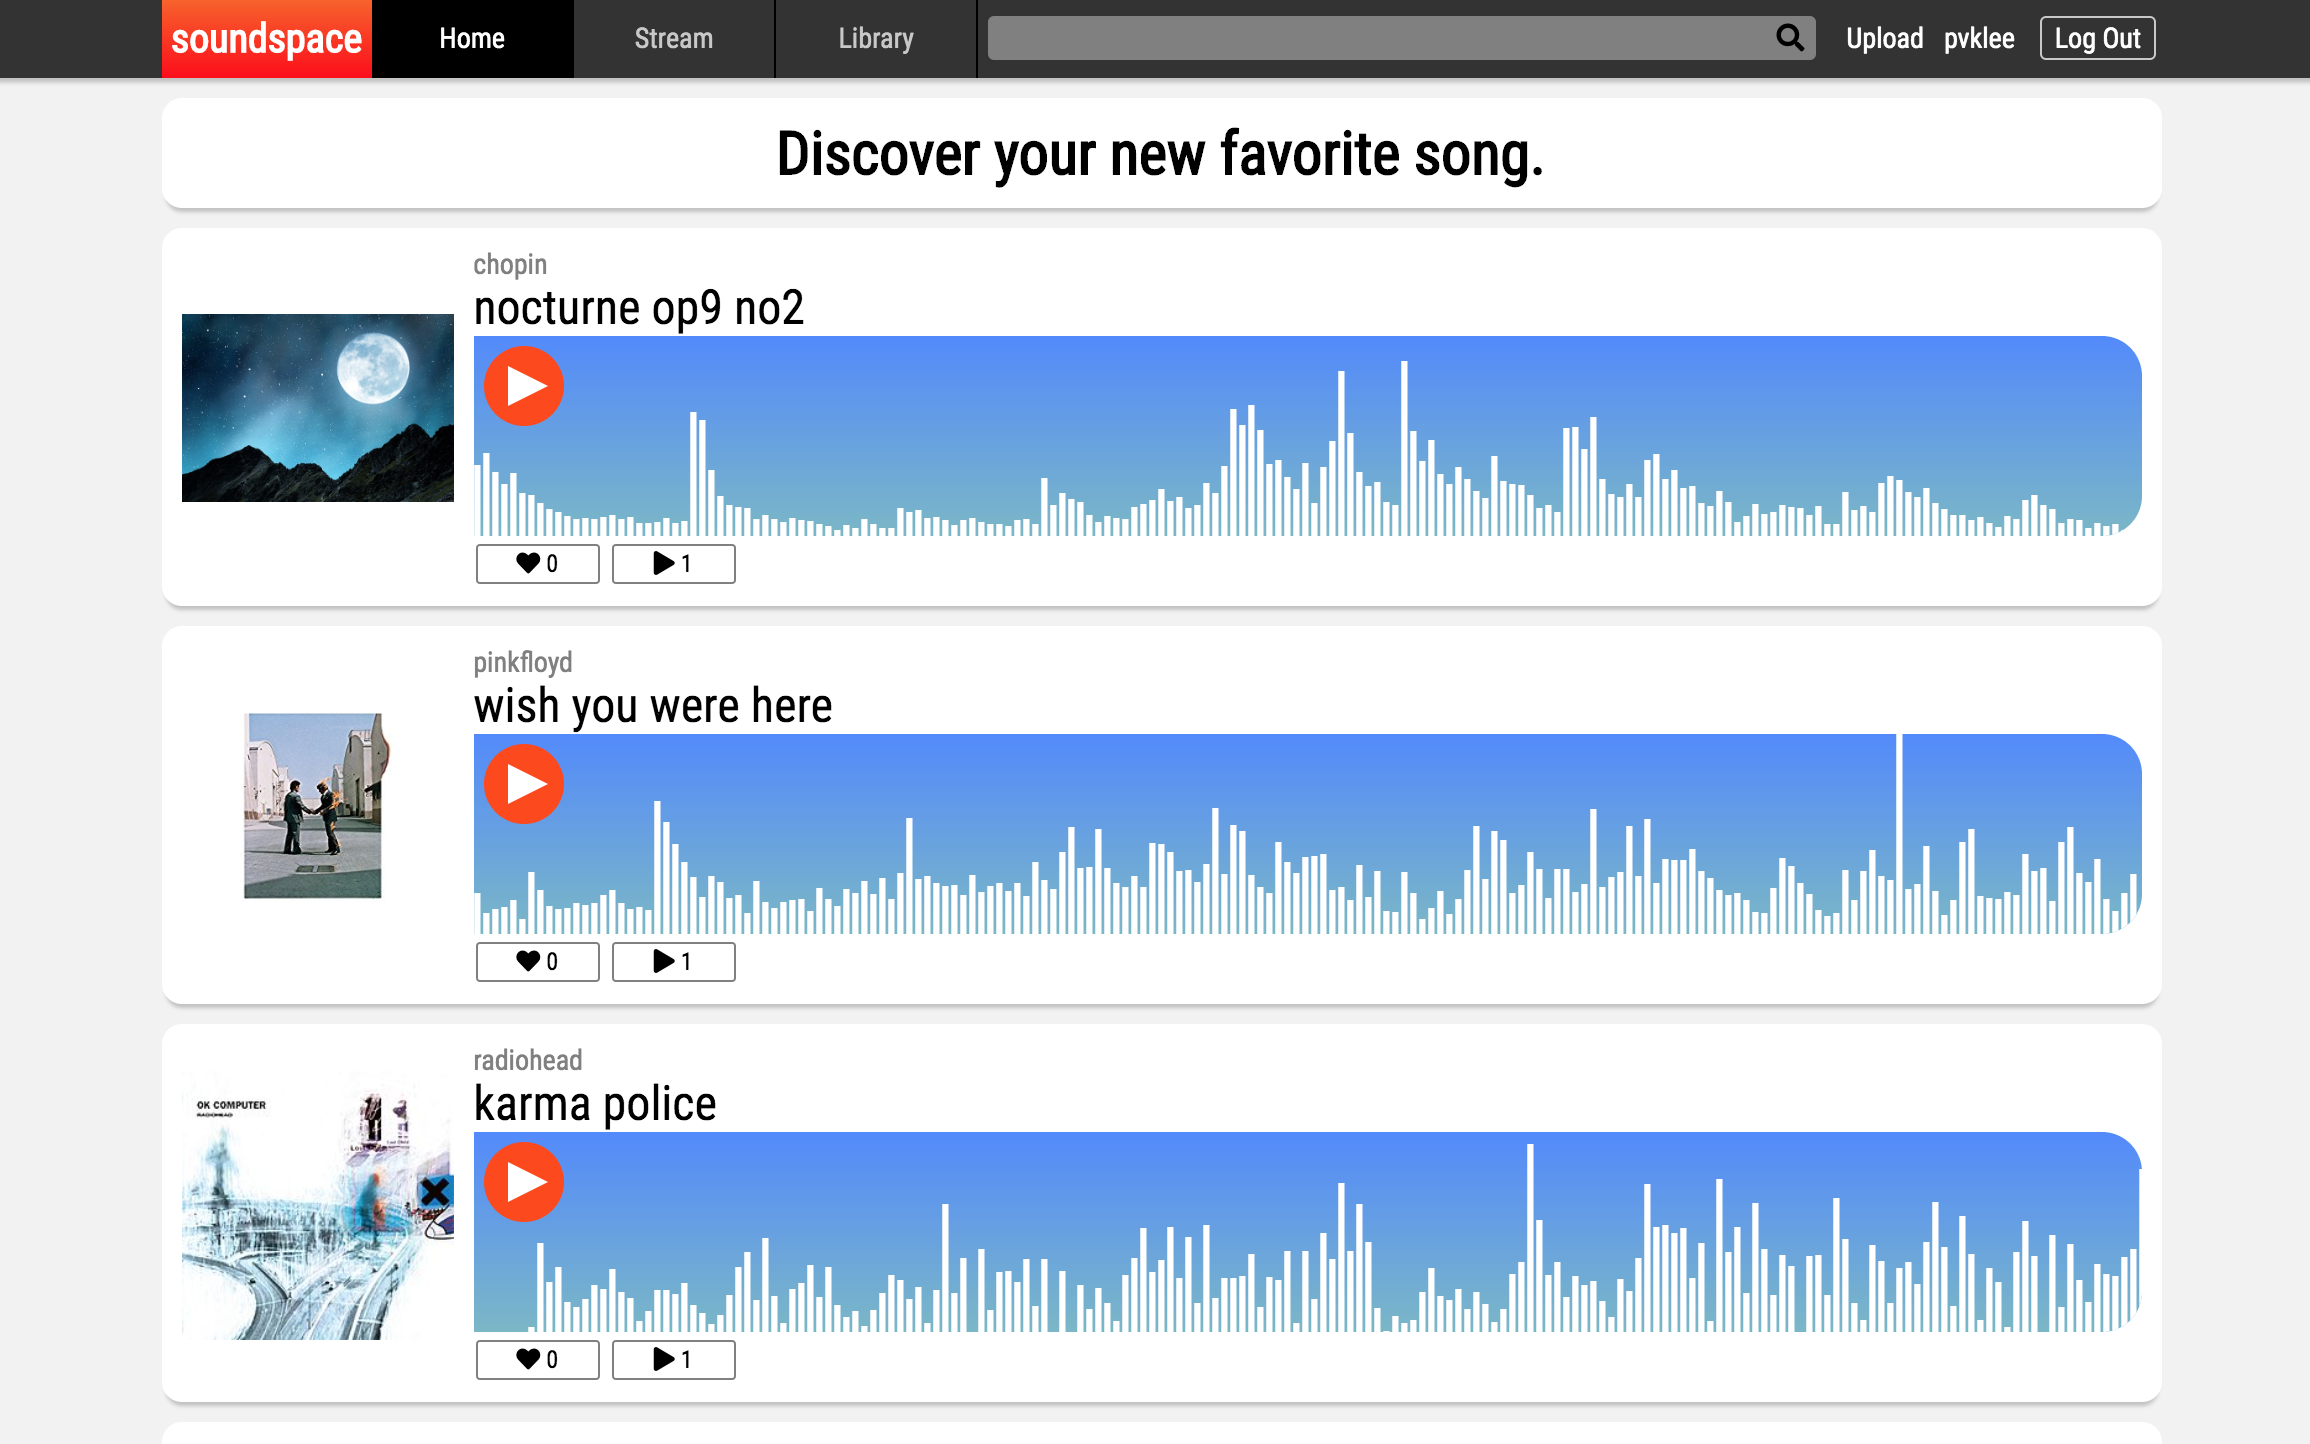 soundspace
Home
Stream
Library
Upload
pvklee
Log Out
Discover your new favorite song.
chopin
nocturne op9 no2
0
1
pinkfloyd
wish you were here
0
1
radiohead
karma police
OK COMPUTER
RADIOHEAD
0
1